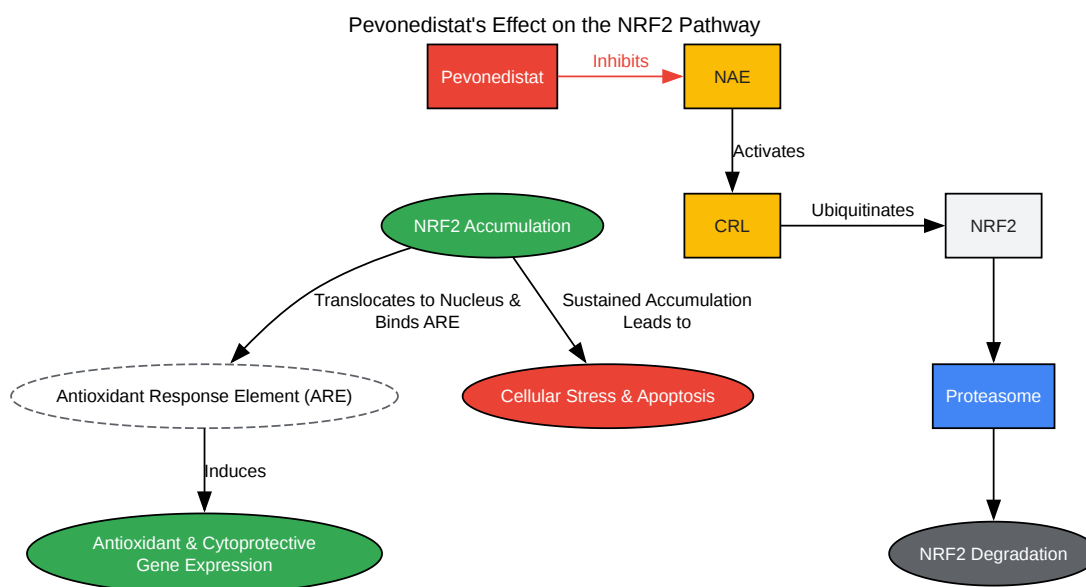 Pevonedistat's Effect on the NRF2 Pathway
Pevonedistat
Inhibits
NAE
Activates
NRF2 Accumulation
CRL
Ubiquitinates
NRF2
Translocates to Nucleus &
Binds ARE
Sustained Accumulation
Leads to
Antioxidant Response Element (ARE)
Cellular Stress & Apoptosis
Proteasome
Induces
Antioxidant & Cytoprotective
Gene Expression
NRF2 Degradation